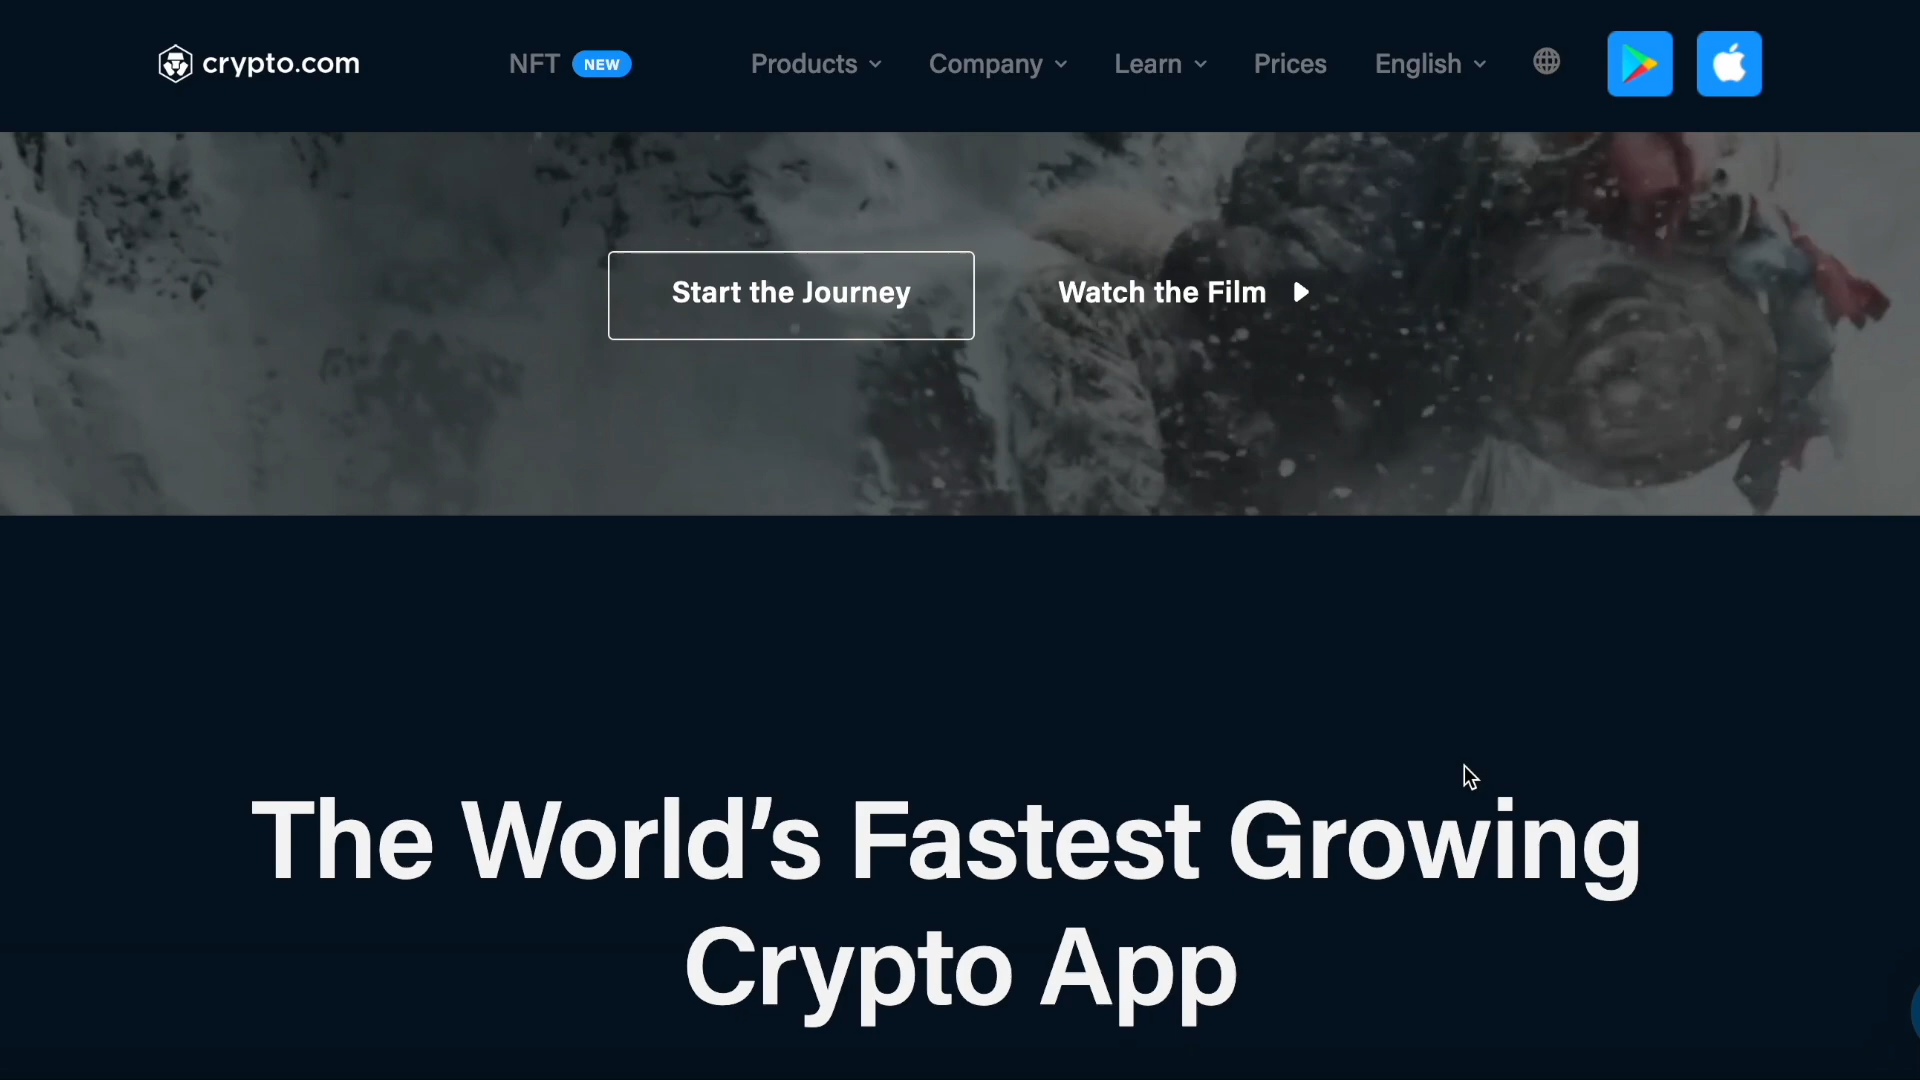 crypto.com NFT NEW Products Company Learn Prices English
Start the Journey Watch the Film
The World's Fastest Growing
Crypto App